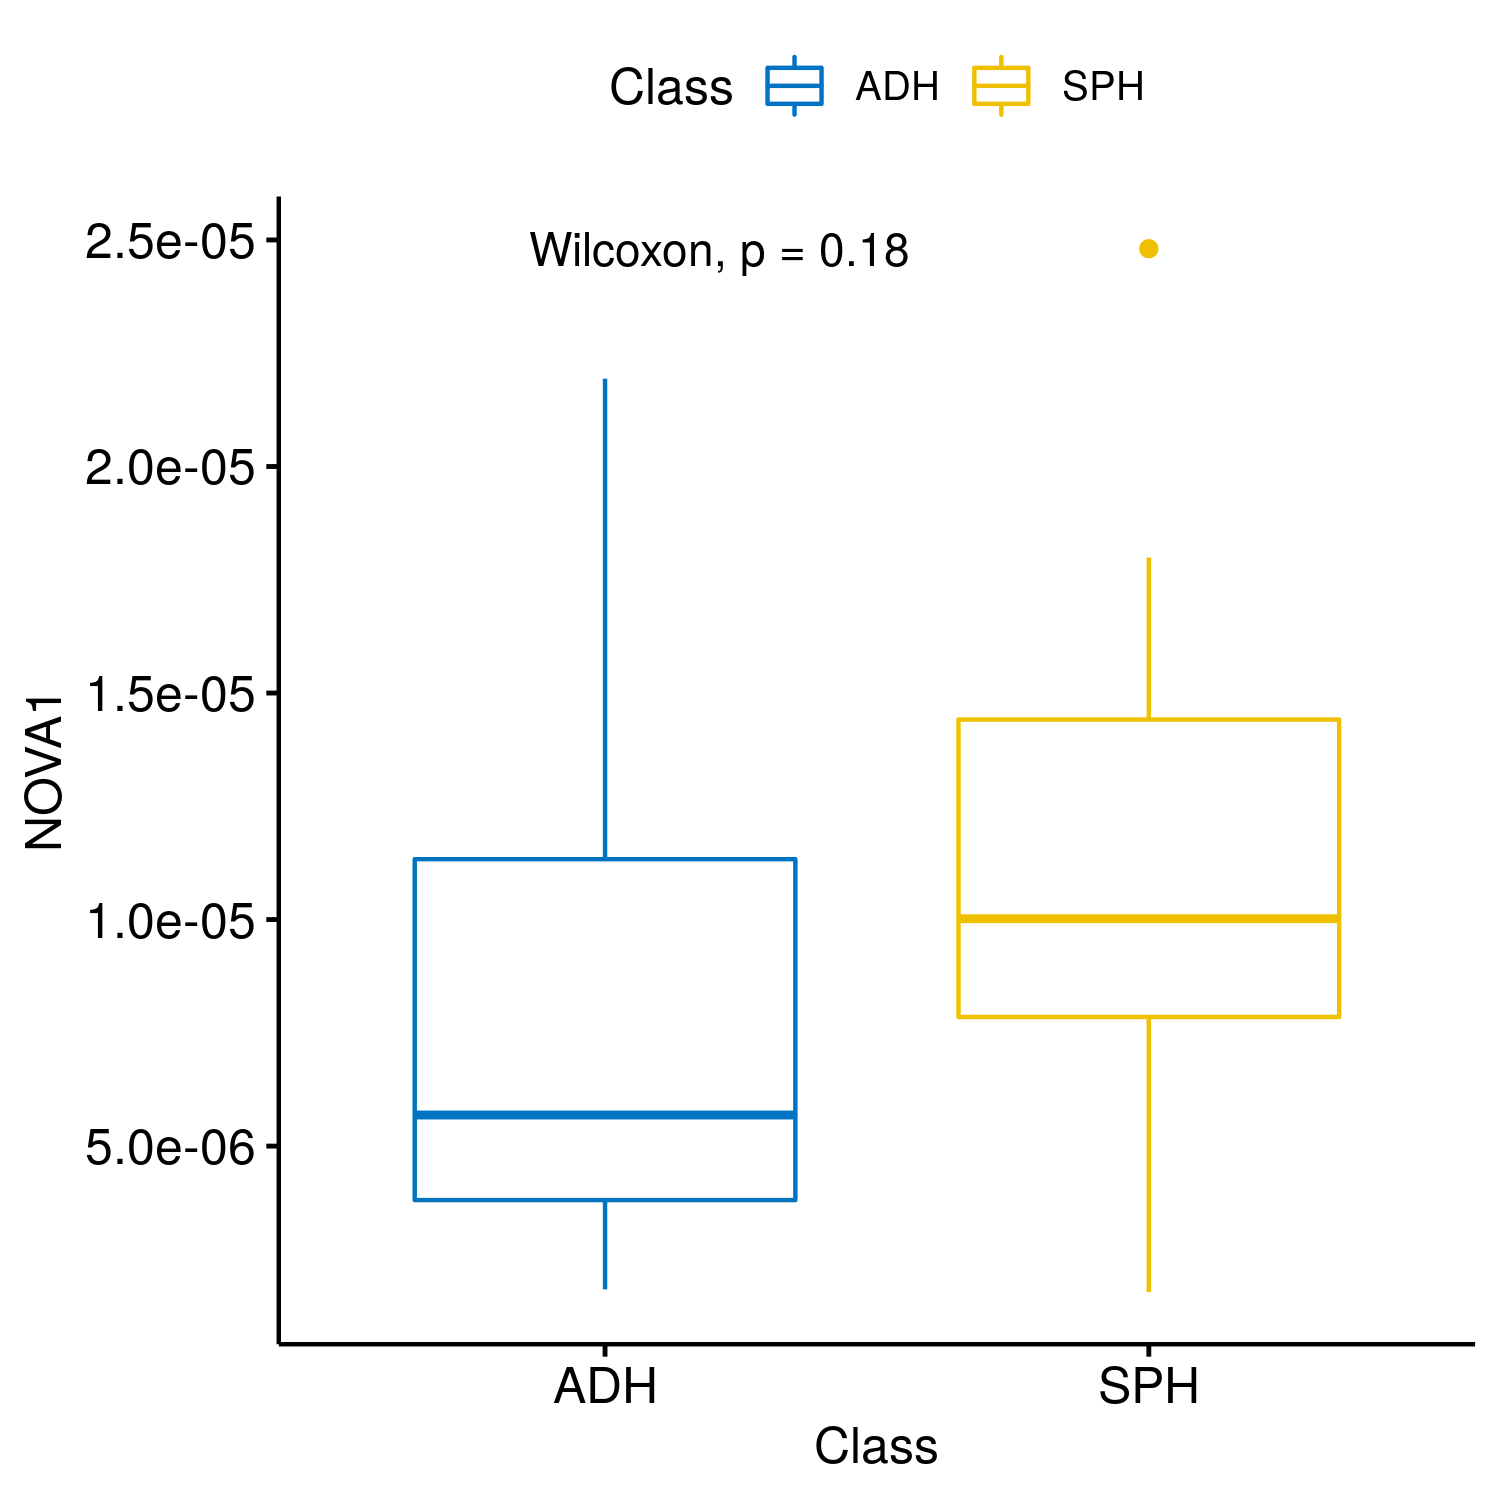 Class ADH SPH
Wilcoxon, p = 0.18
2.5e-05
2.0e-05
1.5e-05
1.0e-05
5.0e-06
NOVA1
ADH SPH
Class